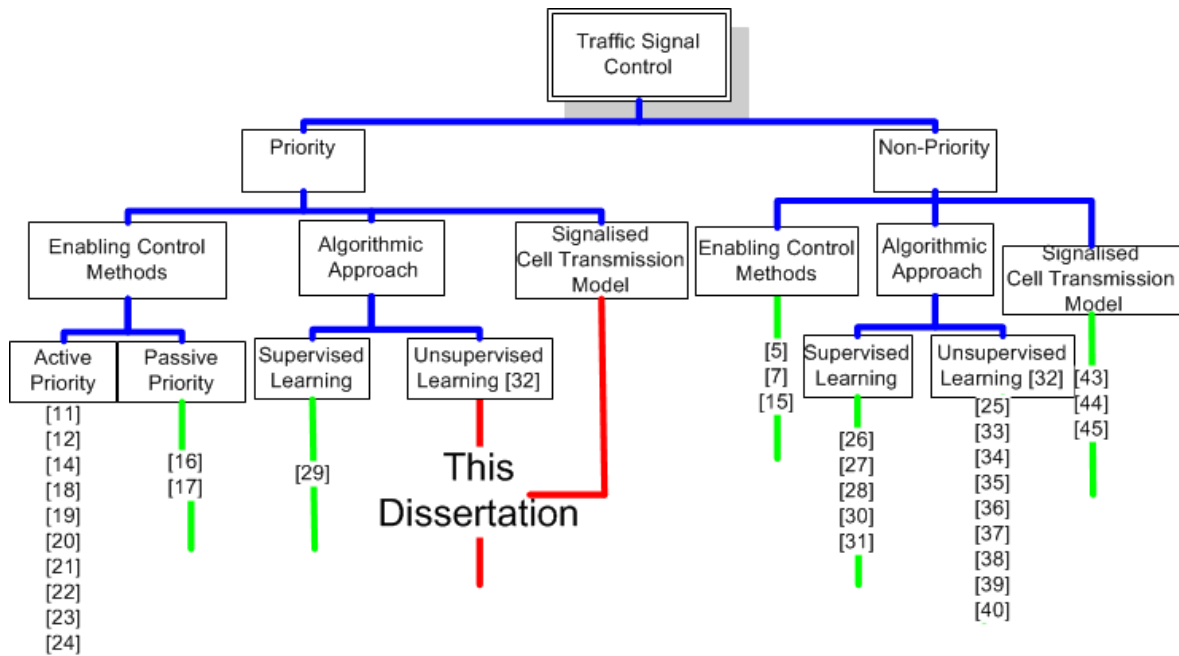 Traffic Signal
Control
Priority
Non-Priority
Enabling Control
Methods
Algorithmic
Approach
Signalised
Cell Transmission
Model
Enabling Control
Methods
Algorithmic
Approach
Signalised
Cell Transmission
Model
Active
Priority
Passive
Priority
Supervised
Learning
Unsupervised
Learning [32]
Supervised
Learning
Unsupervised
Learning [32]
[11]
[12]
[14]
[18]
[19]
[20]
[21]
[22]
[23]
[24]
[16]
[17]
[29]
This
Dissertation
[5]
[7]
[15]
[26]
[27]
[28]
[30]
[31]
[25]
[33]
[34]
[35]
[36]
[37]
[38]
[39]
[40]
[43]
[44]
[45]